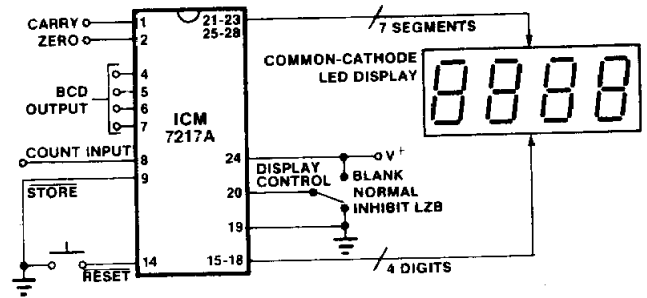 CARRY
ZERO
1
2
BCD
OUTPUT
4
5
6
7
COUNT INPUT
8
9
STORE
RESET
14
ICM
7217A
21-23
25-28
24
20
19
15-18
7 SEGMENTS
COMMON-CATHODE
LED DISPLAY
8888
DISPLAY
CONTROL
V+
BLANK
NORMAL
INHIBIT LZB
4 DIGITS